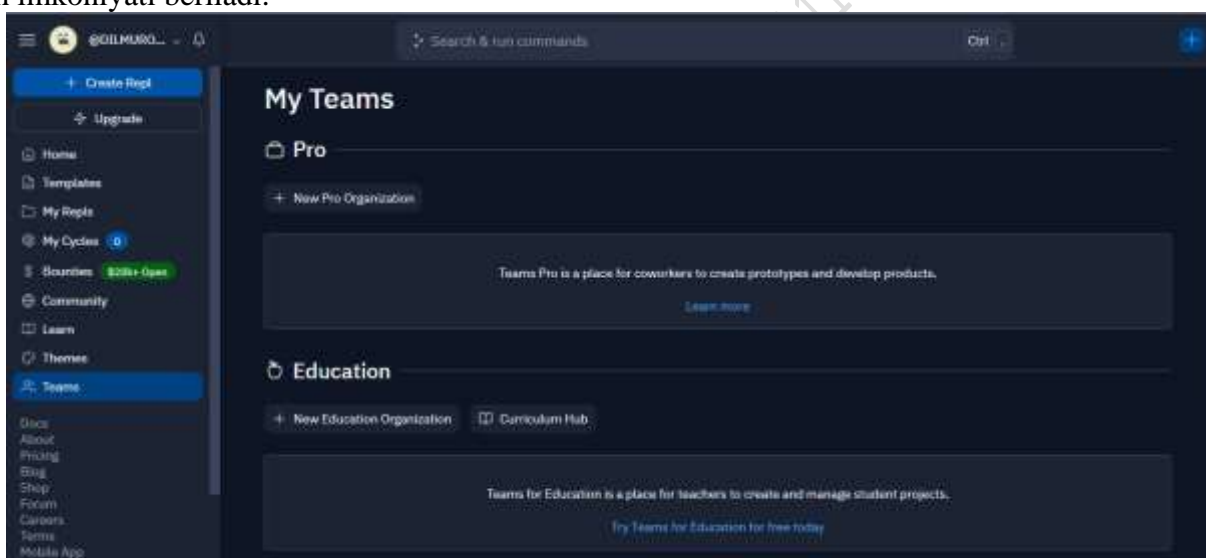 imkoniyati beriladi.
@DILMURO...
Search & run commands
Ctrl .
+ Create Repl
Upgrade
Home
Templates
My Repls
My Cycles 0
Bounties Open
Community
Learn
Themes
Teams
Docs
About
Pricing
Blog
Shop
Forum
Careers
Terms
Mobile App
My Teams
Pro
+ New Pro Organization
Teams Pro is a place for coworkers to create prototypes and develop products.
Learn more
Education
+ New Education Organization
Curriculum Hub
Teams for Education is a place for teachers to create and manage student projects.
Try Teams for Education for free today